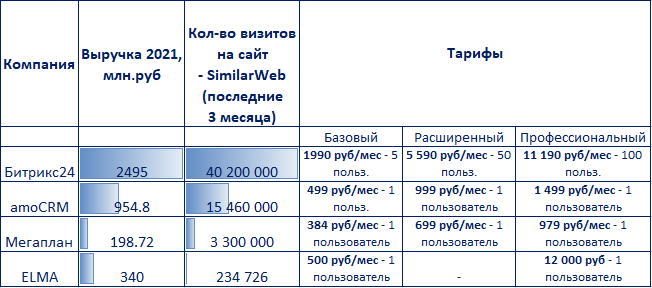 Компания
Выручка 2021,
млн.руб
Кол-во визитов
на сайт
- SimilarWeb
(последние
3 месяца)
Тарифы
Базовый
Расширенный
Профессиональный
Битрикс24
2495
40 200 000
1990 руб/мес - 5
польз.
5 590 руб/мес - 50
польз.
11 190 руб/мес - 100
польз.
amoCRM
954.8
15 460 000
499 руб/мес - 1
польз.
999 руб/мес - 1
пользователь
1 499 руб/мес - 1
пользователь
Мегаплан
198.72
3 300 000
384 руб/мес - 1
пользователь
699 руб/мес - 1
пользователь
979 руб/мес - 1
пользователь
ELMA
340
234 726
500 руб/мес - 1
пользователь
-
12 000 руб - 1
пользователь